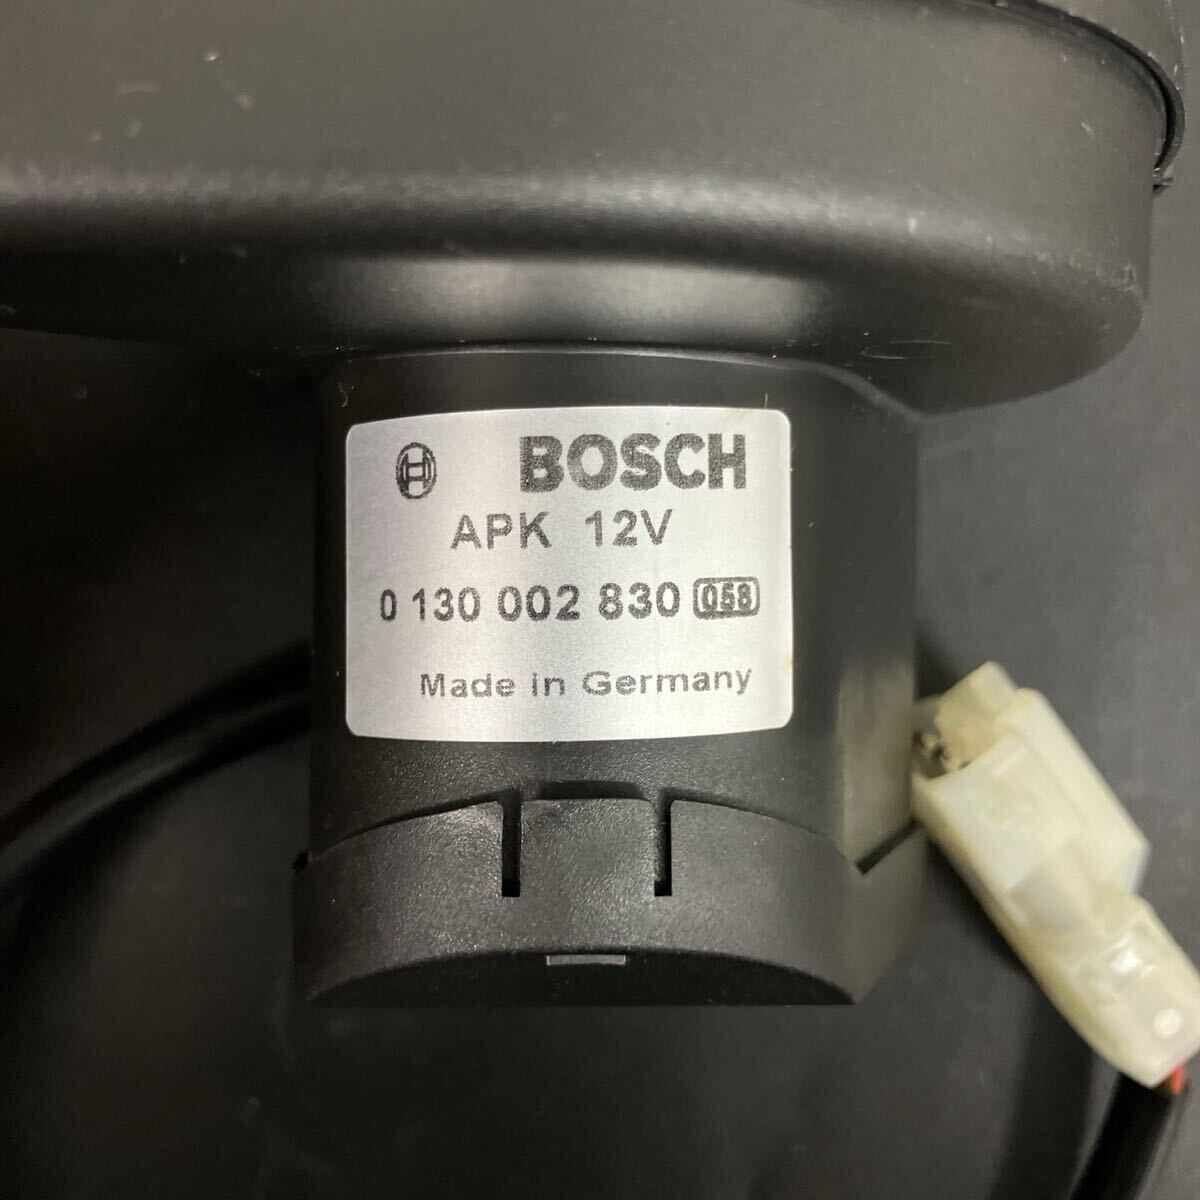 BOSCH
APK 12V
0 130 002 830 058
Made in Germany